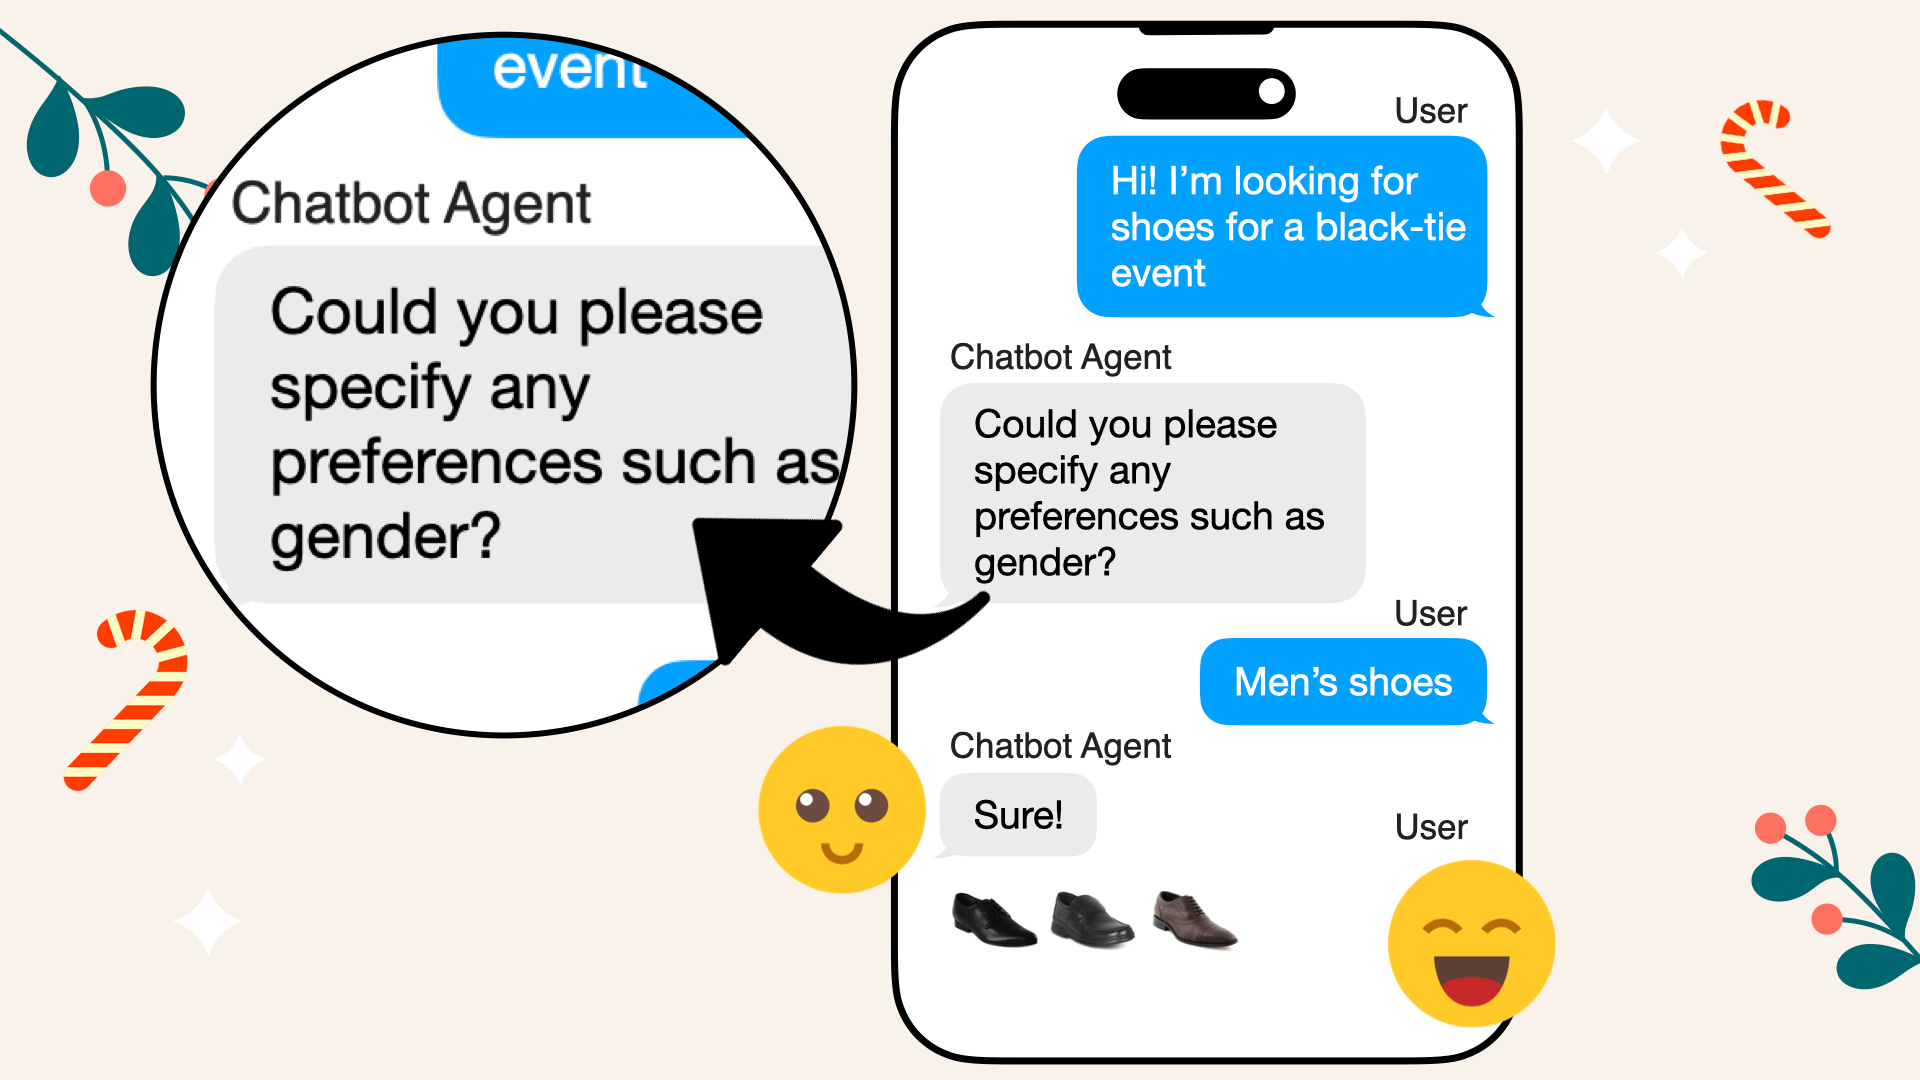 event
Chatbot Agent
Could you please
specify any
preferences such as
gender?
User
Hi! I’m looking for
shoes for a black-tie
event
Chatbot Agent
Could you please
specify any
preferences such as
gender?
User
Men’s shoes
Chatbot Agent
Sure!
User